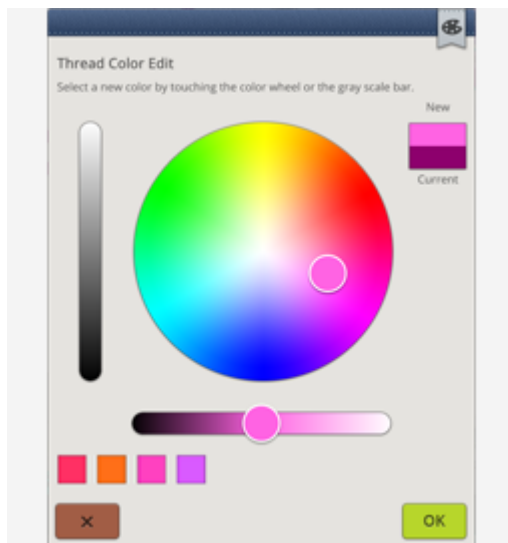 Thread Color Edit
Select a new color by touching the color wheel or the gray scale bar.
New
Current
OK